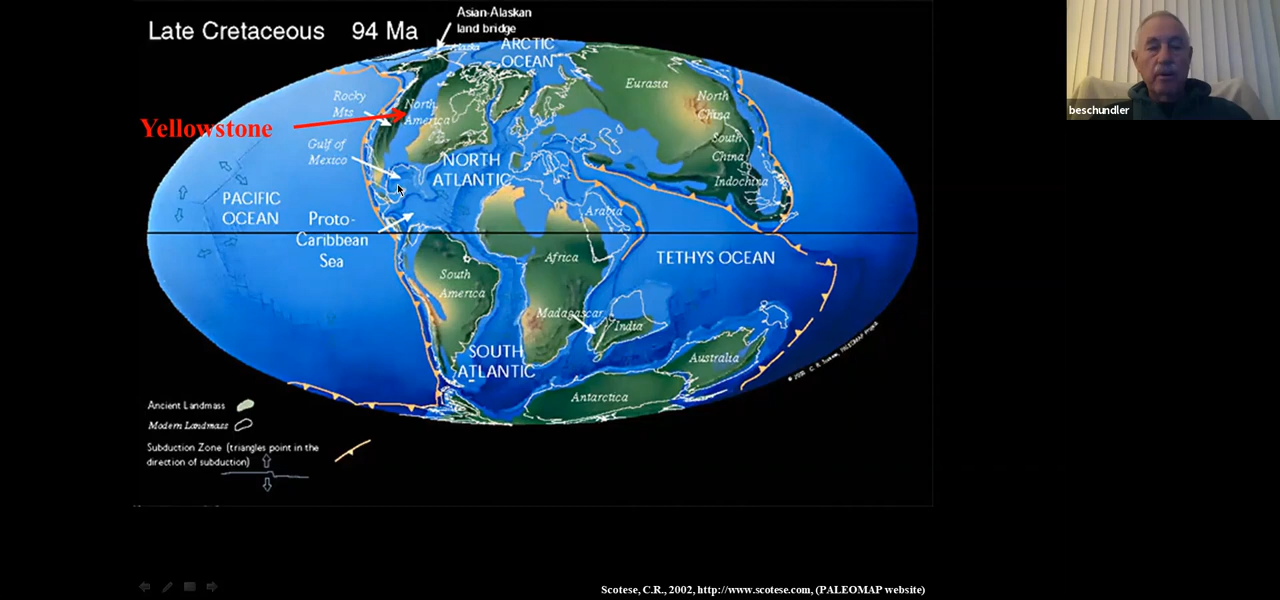 Late Cretaceous 94 Ma
Asian-Alaskan
land bridge
Alaska
ARCTIC
OCEAN
Eurasia
Rocky
Mts.
North
America
North
China
Yellowstone
Gulf of
Mexico
South
China
NORTH
ATLANTIC
Indochina
PACIFIC
OCEAN
Proto-
Caribbean
Sea
Arabia
Africa
TETHYS OCEAN
South
America
Madagascar
India
SOUTH
ATLANTIC
Australia
Antarctica
Ancient Landmass
Modern Landmass
Subduction Zone (triangles point in the
direction of subduction)
Scotese, C.R., 2002, http://www.scotese.com, (PALEOMAP website)
beschundler